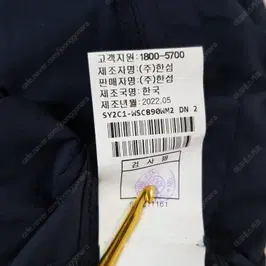 고객지원: 1800-5700
제조자명: (주)한섬
판매자명: (주)한섬
제조국명: 한국
제조년월: 2022.05
SY2C1-WSC890WM2 DN 2
검사필